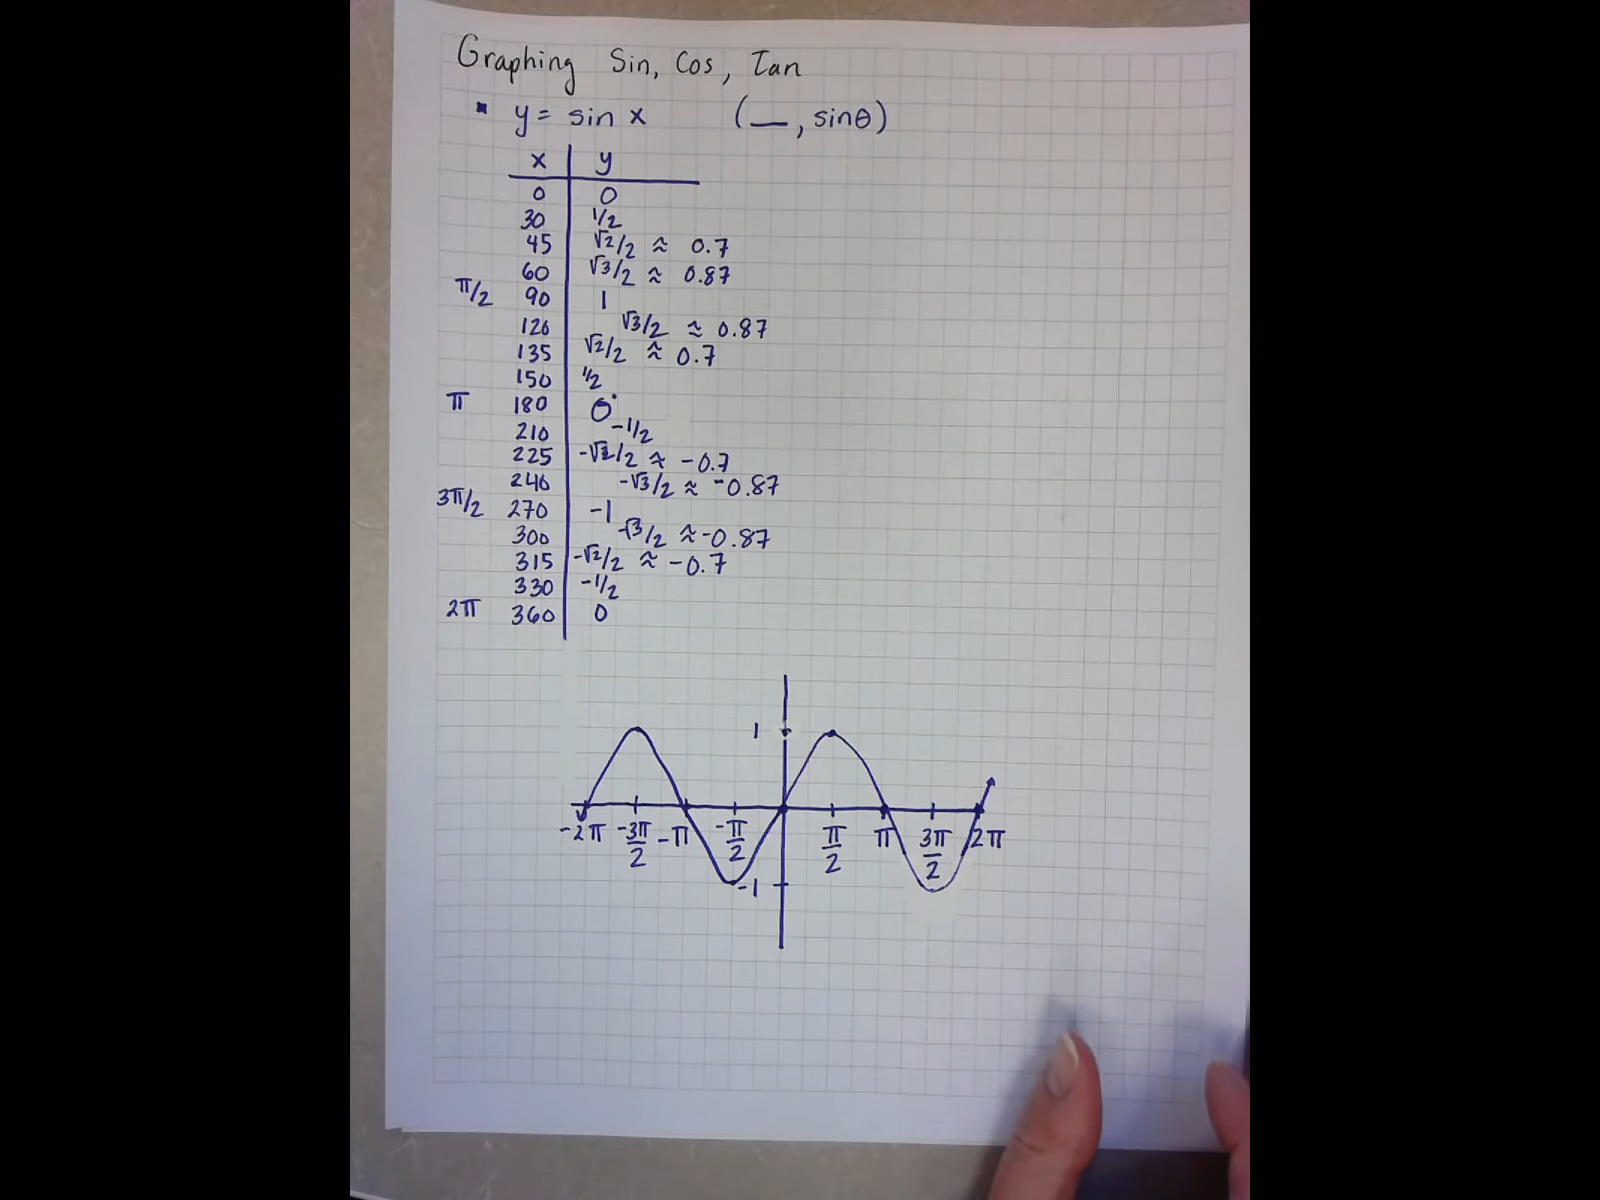 Graphing Sin, Cos, Tan
▪ y = sin x (__, sinθ)
x y
0 0
30 1/2
45 √2/2 ≈ 0.7
60 √3/2 ≈ 0.87
π/2 90 1
120 √3/2 ≈ 0.87
135 √2/2 ≈ 0.7
150 1/2
π 180 0
210 -1/2
225 -√2/2 ≈ -0.7
240 -√3/2 ≈ -0.87
3π/2 270 -1
300 -√3/2 ≈ -0.87
315 -√2/2 ≈ -0.7
330 -1/2
2π 360 0
1
-2π -3π/2 -π -π/2 π/2 π 3π/2 2π
-1